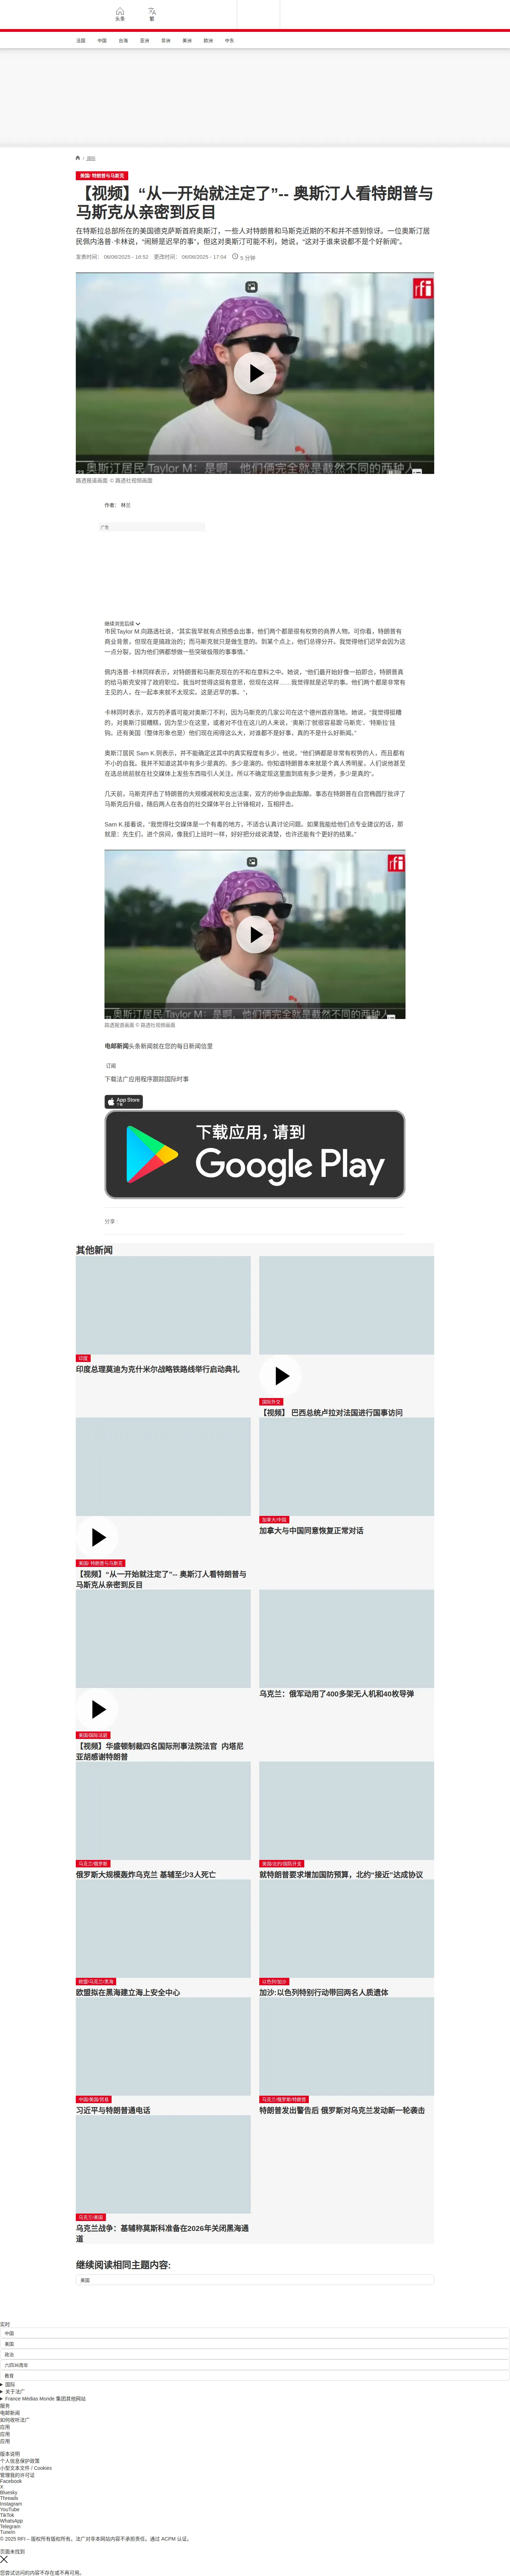 头条
繁
法国
中国
台海
亚洲
非洲
美洲
欧洲
中东
/ 国际
美国/ 特朗普与马斯克
【视频】“从一开始就注定了”-- 奥斯汀人看特朗普与
马斯克从亲密到反目
在特斯拉总部所在的美国德克萨斯首府奥斯汀，一些人对特朗普和马斯克近期的不和并不感到惊讶。一位奥斯汀居
民佩内洛普·卡林说，“闹掰是迟早的事”，但这对奥斯汀可能不利，她说，“这对于谁来说都不是个好新闻”。
发表时间： 06/06/2025 - 16:52 更改时间： 06/06/2025 - 17:04 5 分钟
rfi
奥斯汀居民 Taylor M：是啊，他们俩完全就是截然不同的两种人
路透报道画面 © 路透社视频画面
作者： 林兰
广告
继续浏览后续
市民Taylor M.向路透社说，“其实我早就有点预感会出事，他们两个都是很有权势的商界人物。可你看，特朗普有
商业背景，但现在是搞政治的；而马斯克就只是做生意的。到某个点上，他们总得分开。我觉得他们迟早会因为这
一点分裂，因为他们俩都想做一些突破极限的事事情。”
佩内洛普·卡林同样表示，对特朗普和马斯克现在的不和在意料之中。她说，“他们最开始好像一拍即合，特朗普真
的给马斯克安排了政府职位。我当时觉得这挺有意思，但现在这样……我觉得就是迟早的事。他们两个都是非常有
主见的人，在一起本来就不太现实。这是迟早的事。”，
卡林同时表示，双方的矛盾可能对奥斯汀不利，因为马斯克的几家公司在这个德州首府落地。她说，“我觉得挺糟
的，对奥斯汀挺糟糕，因为至少在这里，或者对住在这儿的人来说，‘奥斯汀’就很容易跟‘马斯克’、‘特斯拉’挂
钩。还有美国（整体形象也是）他们现在闹得这么大，对谁都不是好事，真的不是什么好新闻。”
奥斯汀居民 Sam K.则表示，并不能确定这其中的真实程度有多少。他说，“他们俩都是非常有权势的人，而且都有
不小的自我。我并不知道这其中有多少是真的、多少是演的。你知道特朗普本来就是个真人秀明星，人们说他甚至
在选总统前就在社交媒体上发些东西吸引人关注。所以不确定现这里面到底有多少是秀，多少是真的”。
几天前，马斯克抨击了特朗普的大规模减税和支出法案，双方的纷争由此酝酿。事态在特朗普在白宫椭圆厅批评了
马斯克后升级，随后两人在各自的社交媒体平台上针锋相对，互相抨击。
Sam K.接着说，“我觉得社交媒体是一个有毒的地方，不适合认真讨论问题。如果我能给他们点专业建议的话，那
就是：先生们，进个房间，像我们上班时一样，好好把分歧说清楚，也许还能有个更好的结果。”
rfi
奥斯汀居民 Taylor M：是啊，他们俩完全就是截然不同的两种人
路透报道画面 © 路透社视频画面
电邮新闻头条新闻就在您的每日新闻信里
订阅
下载法广应用程序跟踪国际时事
App Store
下载
下载应用，请到
Google Play
分享 :
其他新闻
印度
印度总理莫迪为克什米尔战略铁路线举行启动典礼
国际外交
【视频】 巴西总统卢拉对法国进行国事访问
美国/ 特朗普与马斯克
【视频】“从一开始就注定了”-- 奥斯汀人看特朗普与
马斯克从亲密到反目
加拿大/中国
加拿大与中国同意恢复正常对话
美国/国际法庭
【视频】华盛顿制裁四名国际刑事法院法官 内塔尼
亚胡感谢特朗普
乌克兰：俄军动用了400多架无人机和40枚导弹
乌克兰/俄罗斯
俄罗斯大规模轰炸乌克兰 基辅至少3人死亡
美国/北约/国防开支
就特朗普要求增加国防预算，北约“接近”达成协议
欧盟/乌克兰/黑海
欧盟拟在黑海建立海上安全中心
以色列/加沙
加沙:以色列特别行动带回两名人质遗体
中国/美国/贸易
习近平与特朗普通电话
乌克兰/俄罗斯/特朗普
特朗普发出警告后 俄罗斯对乌克兰发动新一轮袭击
乌克兰/美国
乌克兰战争：基辅称莫斯科准备在2026年关闭黑海通
道
继续阅读相同主题内容:
美国
实时
中国
美国
政治
六四36周年
教育
国际
关于法广
France Médias Monde 集团其他网站
服务
电邮新闻
如何收听法广
应用
应用
应用
版本说明
个人信息保护政策
小型文本文件 / Cookies
管理我的许可证
Facebook
X
Bluesky
Threads
Instagram
YouTube
TikTok
WhatsApp
Telegram
TuneIn
© 2025 RFI – 版权所有版权所有。法广对非本网站内容不承担责任。通过 ACPM 认证。
页面未找到
您尝试访问的内容不存在或不再可用。